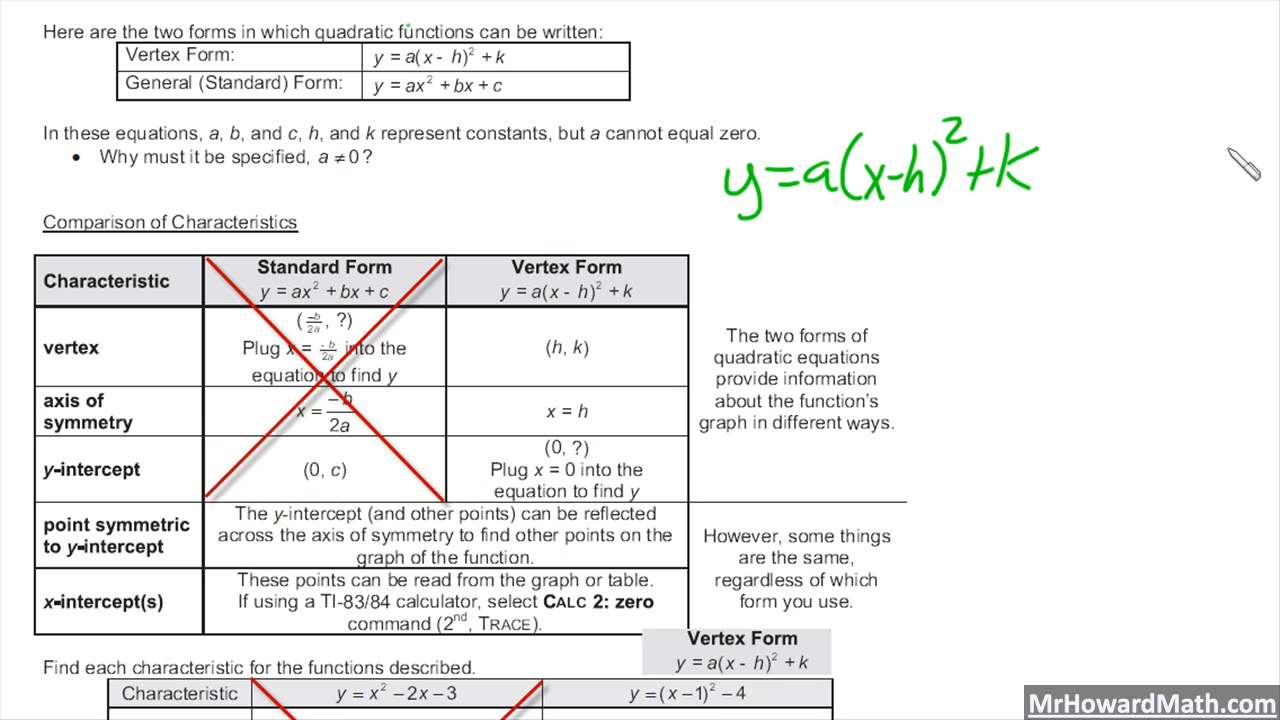 Here are the two forms in which quadratic functions can be written:
Vertex Form: y = a(x - h)² + k
General (Standard) Form: y = ax² + bx + c
In these equations, a, b, and c, h, and k represent constants, but a cannot equal zero.
• Why must it be specified, a ≠ 0?
y=a(x-h)²+k
Comparison of Characteristics
Characteristic
Standard Form
y = ax² + bx + c
Vertex Form
y = a(x - h)² + k
vertex
(-b/2a, ?)
Plug x = -b/2a into the
equation to find y
(h, k)
axis of
symmetry
x = -b/2a
x = h
y-intercept
(0, c)
(0, ?)
Plug x = 0 into the
equation to find y
The two forms of
quadratic equations
provide information
about the function's
graph in different ways.
point symmetric
to y-intercept
The y-intercept (and other points) can be reflected
across the axis of symmetry to find other points on the
graph of the function.
x-intercept(s)
These points can be read from the graph or table.
If using a TI-83/84 calculator, select CALC 2: zero
command (2nd, TRACE).
However, some things
are the same,
regardless of which
form you use.
Vertex Form
y = a(x - h)² + k
Find each characteristic for the functions described.
Characteristic y = x² − 2x − 3 y = (x − 1)² − 4
MrHowardMath.com